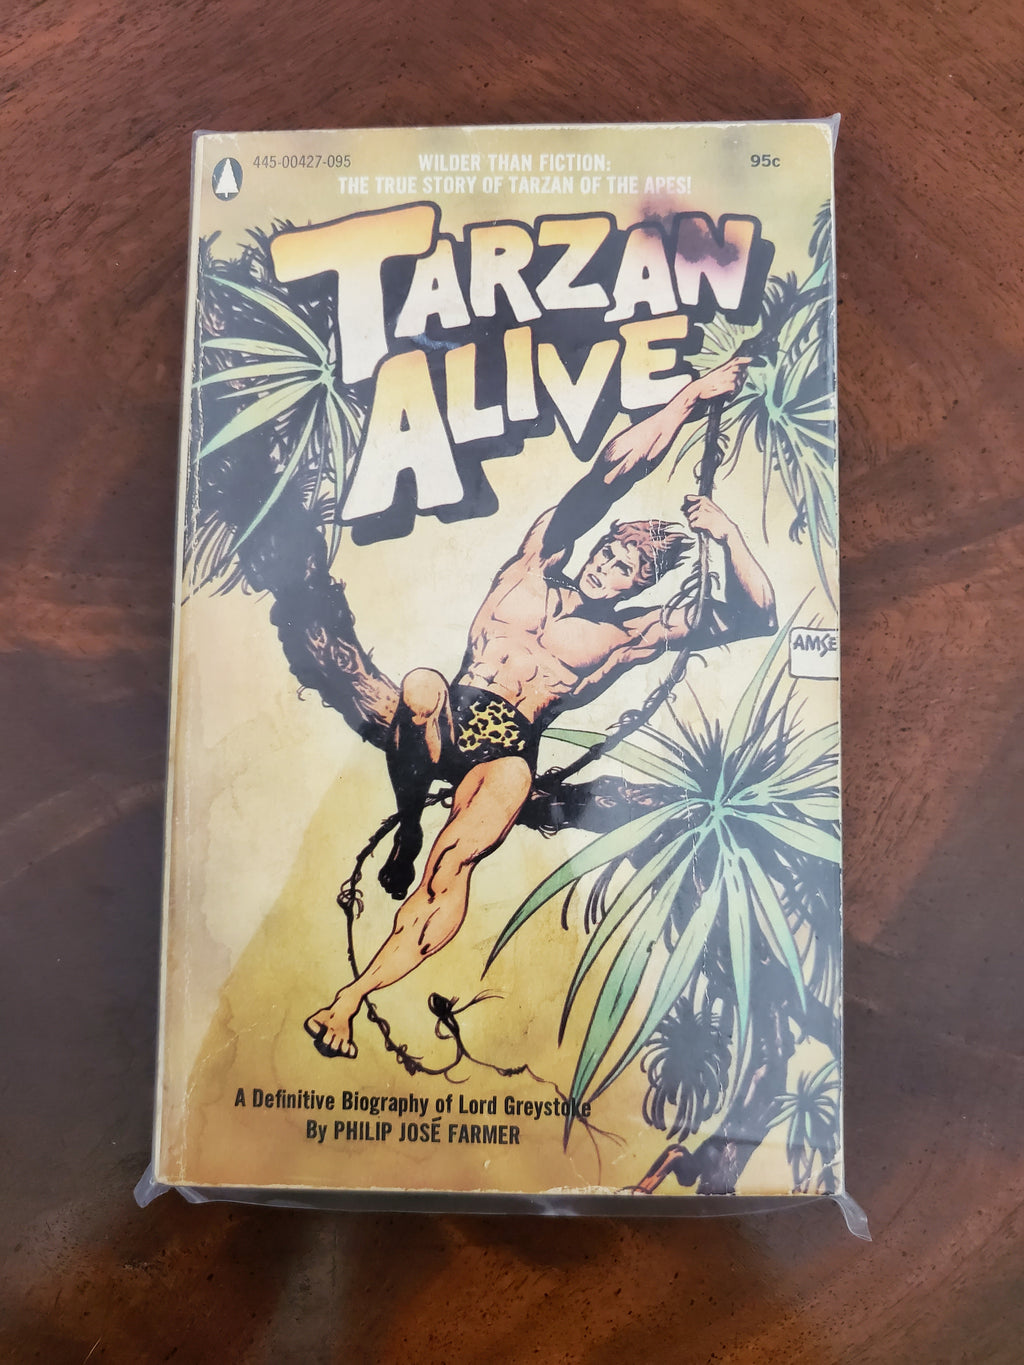 445-00427-095
WILDER THAN FICTION:
THE TRUE STORY OF TARZAN OF THE APES!
95c
TARZAN
ALIVE
AMSE
A Definitive Biography of Lord Greystoke
By PHILIP JOSÉ FARMER